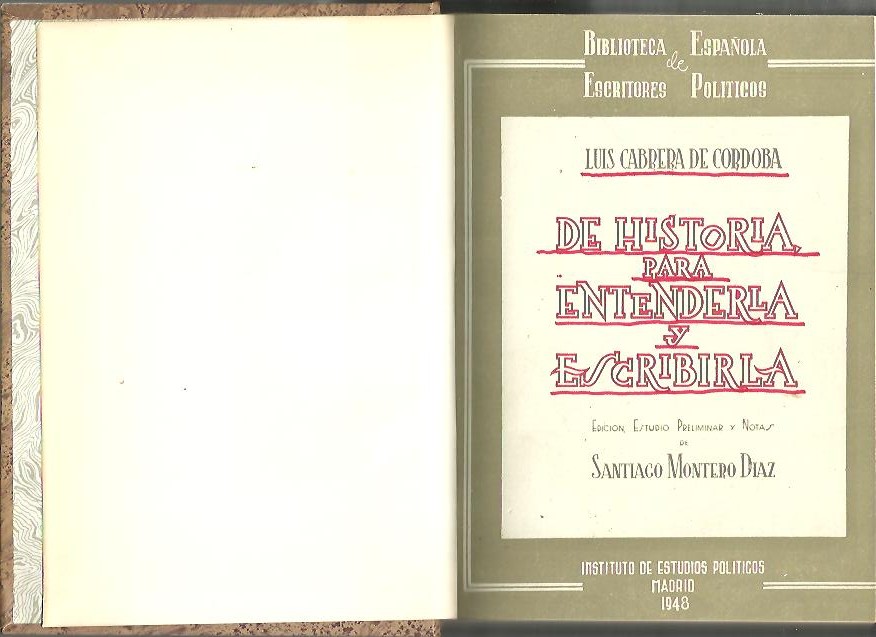 BIBLIOTECA ESPAÑOLA
de
ESCRITORES POLITICOS
LUIS CABRERA DE CORDOBA
DE HISTORIA,
PARA
ENTENDERLA
Y
ESCRIBIRLA
EDICION, ESTUDIO PRELIMINAR Y NOTAS
DE
SANTIAGO MONTERO DIAZ
INSTITUTO DE ESTUDIOS POLITICOS
MADRID
1948